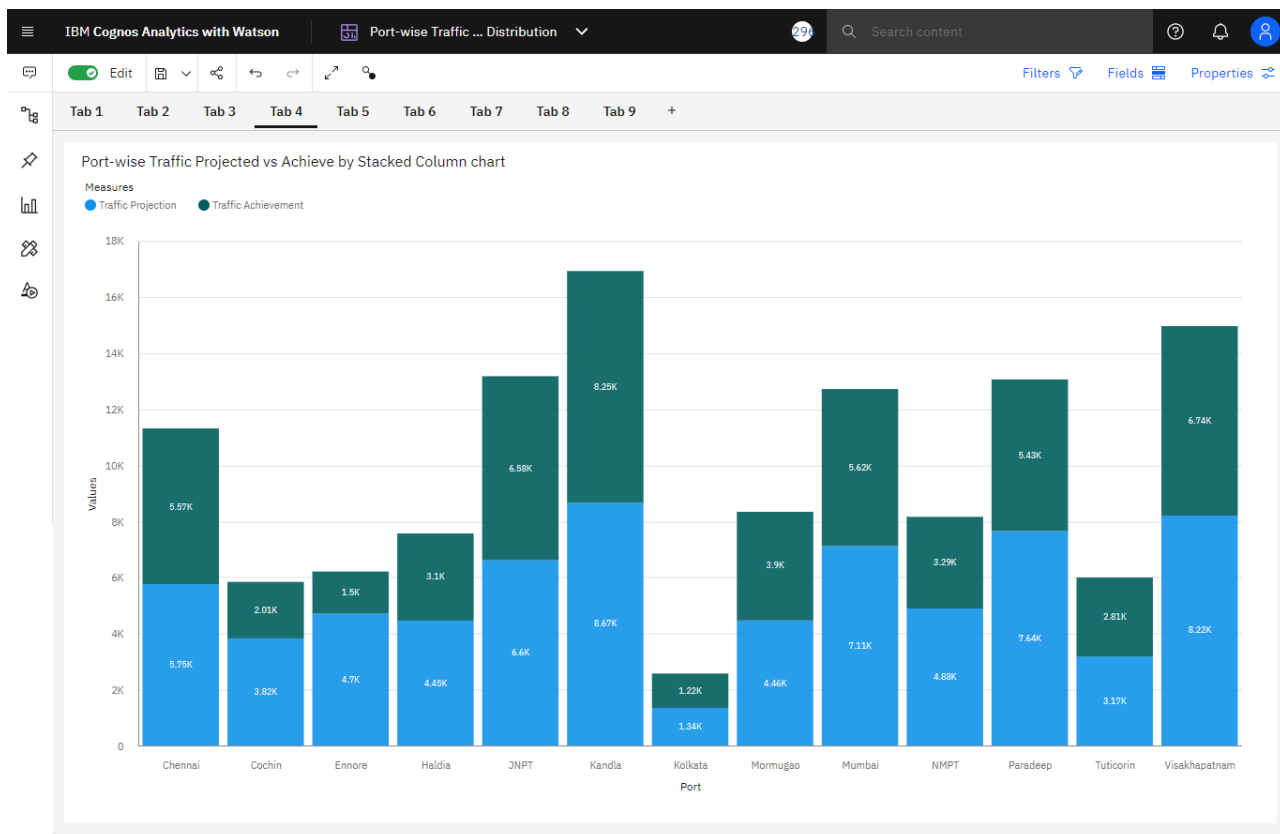 IBM Cognos Analytics with Watson
Port-wise Traffic ... Distribution
296
Search content
Edit
Filters
Fields
Properties
Tab 1 Tab 2 Tab 3 Tab 4 Tab 5 Tab 6 Tab 7 Tab 8 Tab 9 +
Port-wise Traffic Projected vs Achieve by Stacked Column chart
Measures
Traffic Projection Traffic Achievement
18K
16K
14K
12K
10K
8K
6K
4K
2K
0
Values
5.57K
5.75K
2.01K
3.82K
1.5K
4.7K
3.1K
4.45K
6.58K
6.6K
8.25K
8.67K
1.22K
1.34K
3.9K
4.46K
5.62K
7.11K
3.29K
4.88K
5.43K
7.64K
2.81K
3.17K
6.74K
8.22K
Chennai Cochin Ennore Haldia JNPT Kandla Kolkata Mormugao Mumbai NMPT Paradeep Tuticorin Visakhapatnam
Port